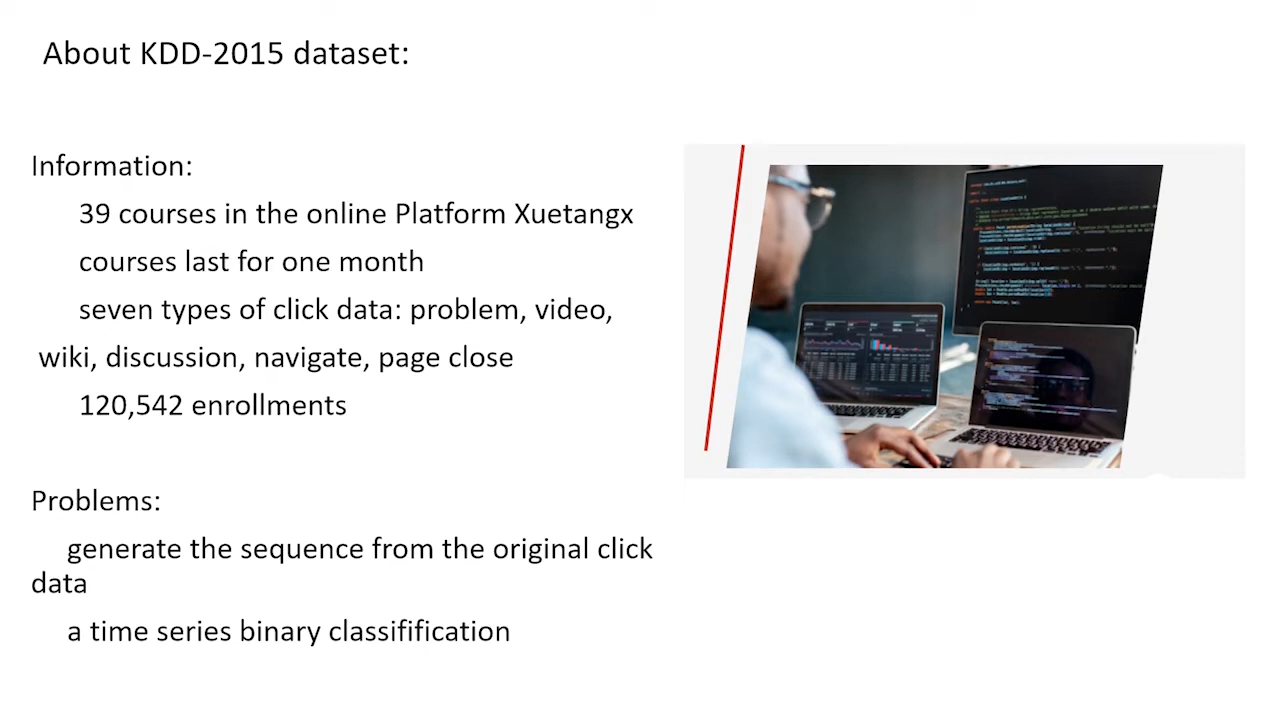 About KDD-2015 dataset:
Information:
39 courses in the online Platform Xuetangx
courses last for one month
seven types of click data: problem, video,
wiki, discussion, navigate, page close
120,542 enrollments
Problems:
generate the sequence from the original click
data
a time series binary classifification